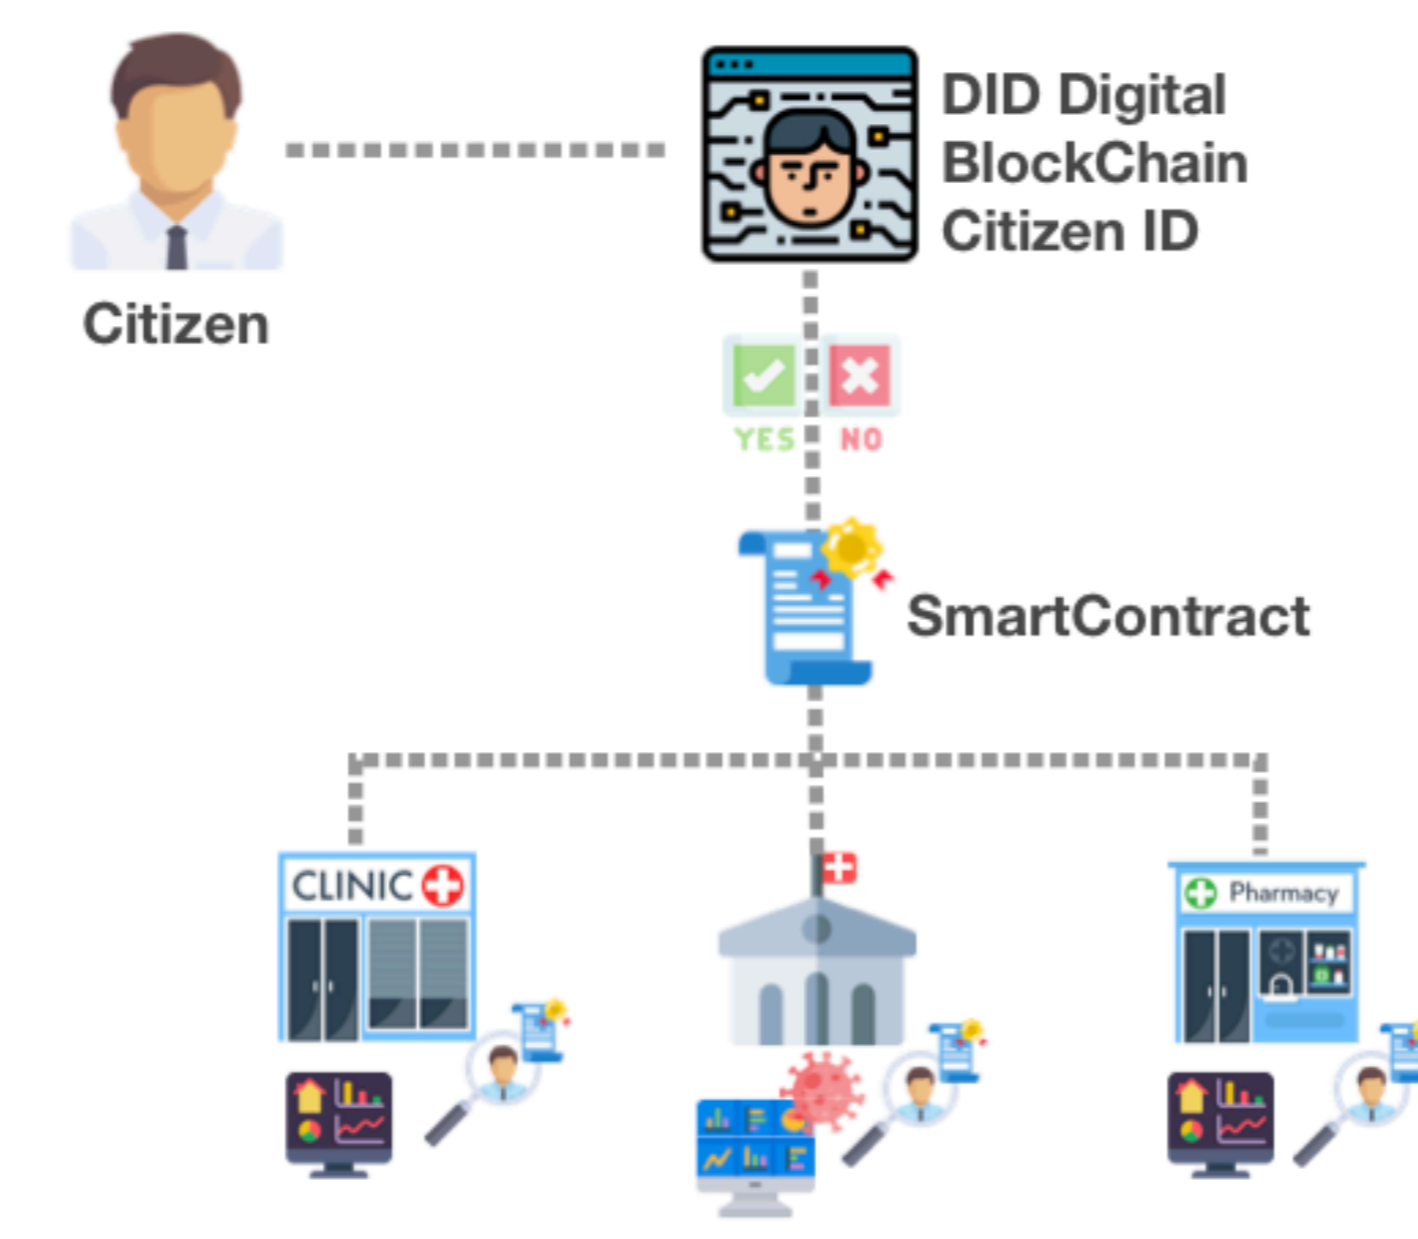 DID Digital
BlockChain
Citizen ID
Citizen
YES NO
SmartContract
CLINIC
Pharmacy